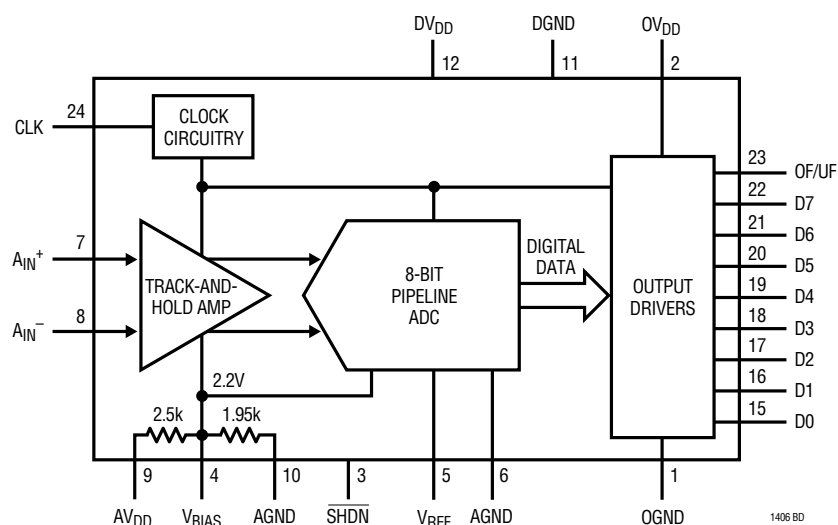 DVDD
DGND
OVDD
12
11
2
24
CLK
CLOCK
CIRCUITRY
23
OF/UF
22
D7
21
D6
20
D5
19
D4
18
D3
17
D2
16
D1
15
D0
7
AIN+
8
AIN–
TRACK-AND-
HOLD AMP
8-BIT
PIPELINE
ADC
DIGITAL
DATA
OUTPUT
DRIVERS
2.2V
2.5k
1.95k
9
4
10
3
5
6
1
AVDD
VBIAS
AGND
SHDN
VREF
AGND
OGND
1406 BD